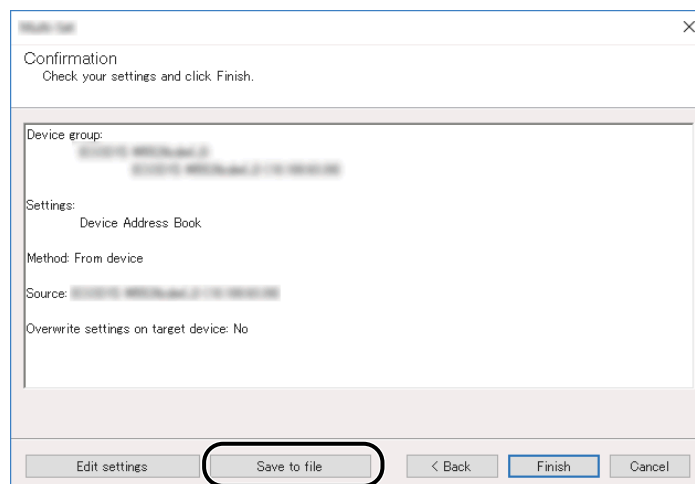 Confirmation
Check your settings and click Finish.
Device group:
Settings:
Device Address Book
Method: From device
Source:
Overwrite settings on target device: No
Edit settings
Save to file
< Back
Finish
Cancel